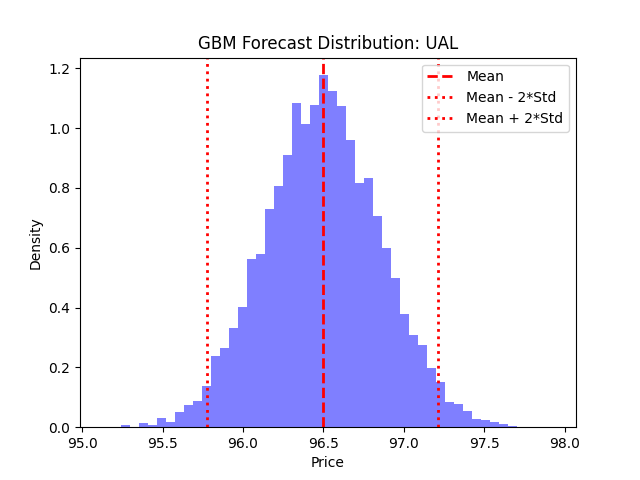 GBM Forecast Distribution: UAL
Mean
Mean - 2*Std
Mean + 2*Std
1.2
1.0
0.8
0.6
0.4
0.2
0.0
Density
95.0 95.5 96.0 96.5 97.0 97.5 98.0
Price